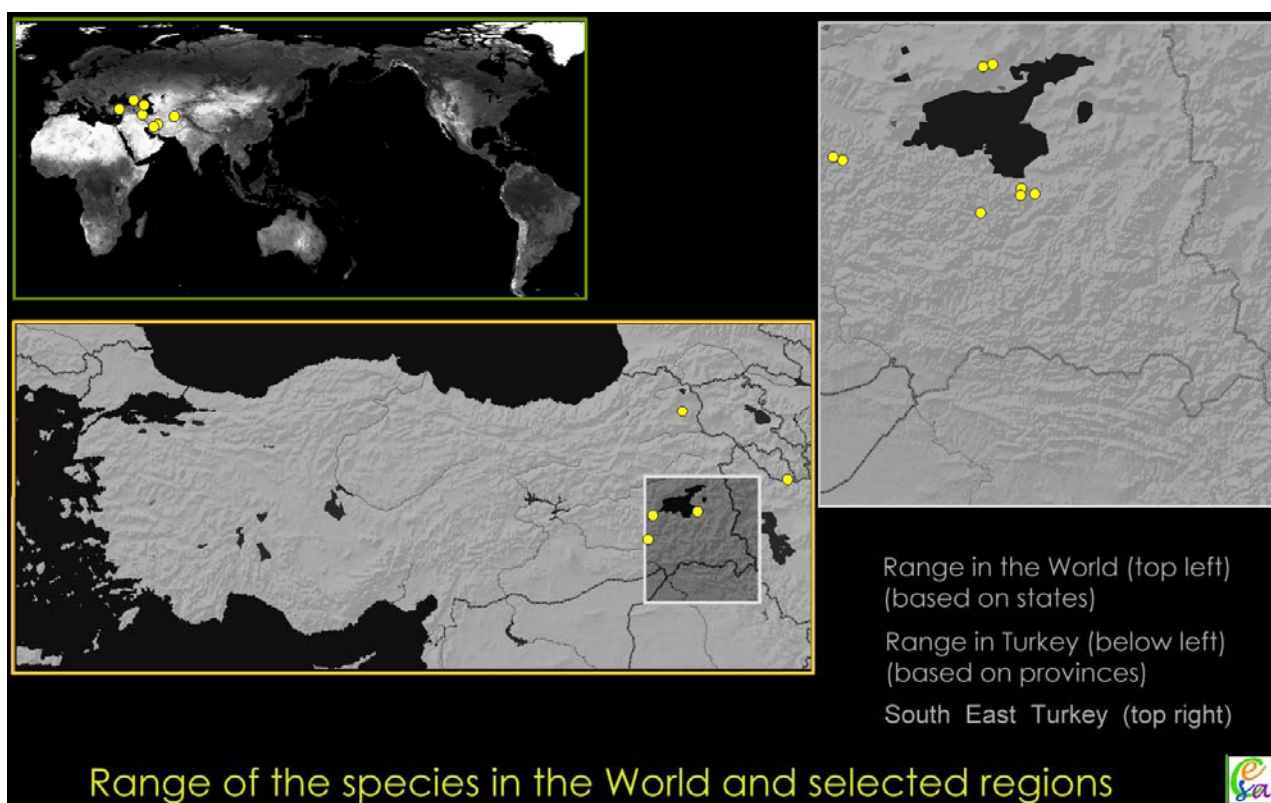 Range in the World (top left)
(based on states)
Range in Turkey (below left)
(based on provinces)
South East Turkey (top right)
Range of the species in the World and selected regions
esa